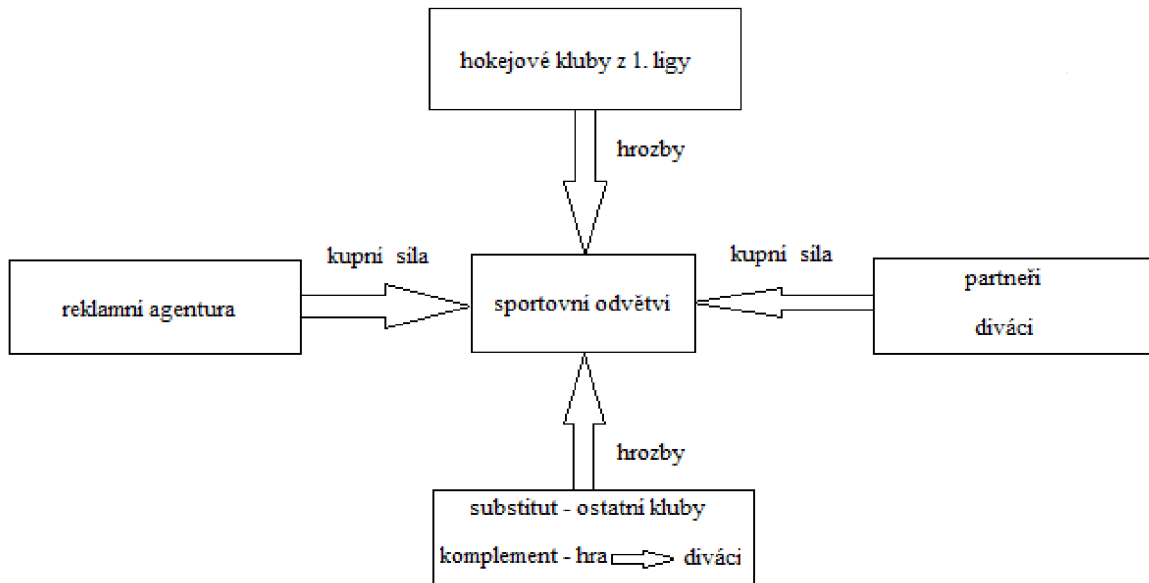 hokejové kluby z 1. ligy
hrozby
kupní síla
kupní síla
reklamní agentura
sportovní odvětví
partneři
diváci
hrozby
substitut - ostatní kluby
komplement - hra diváci